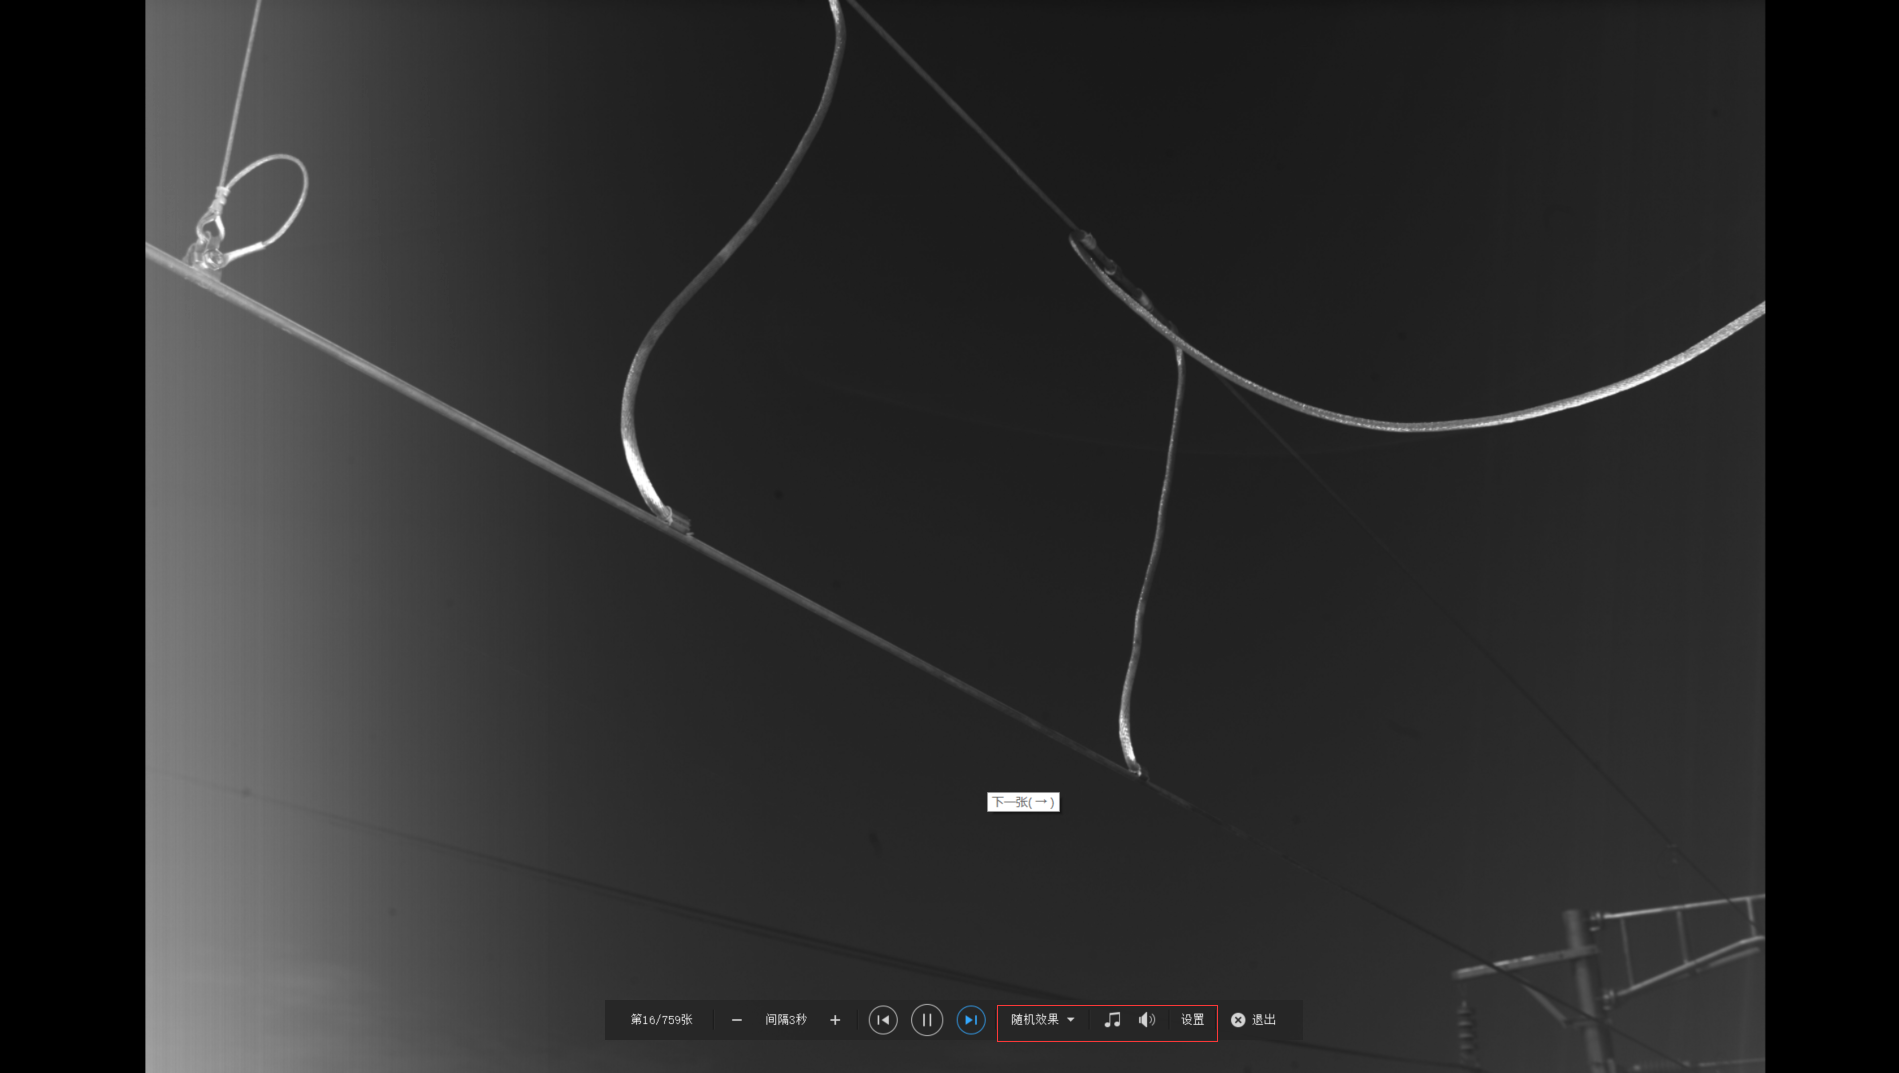 下一张(→)
第16/759张
间隔3秒
随机效果
设置
退出